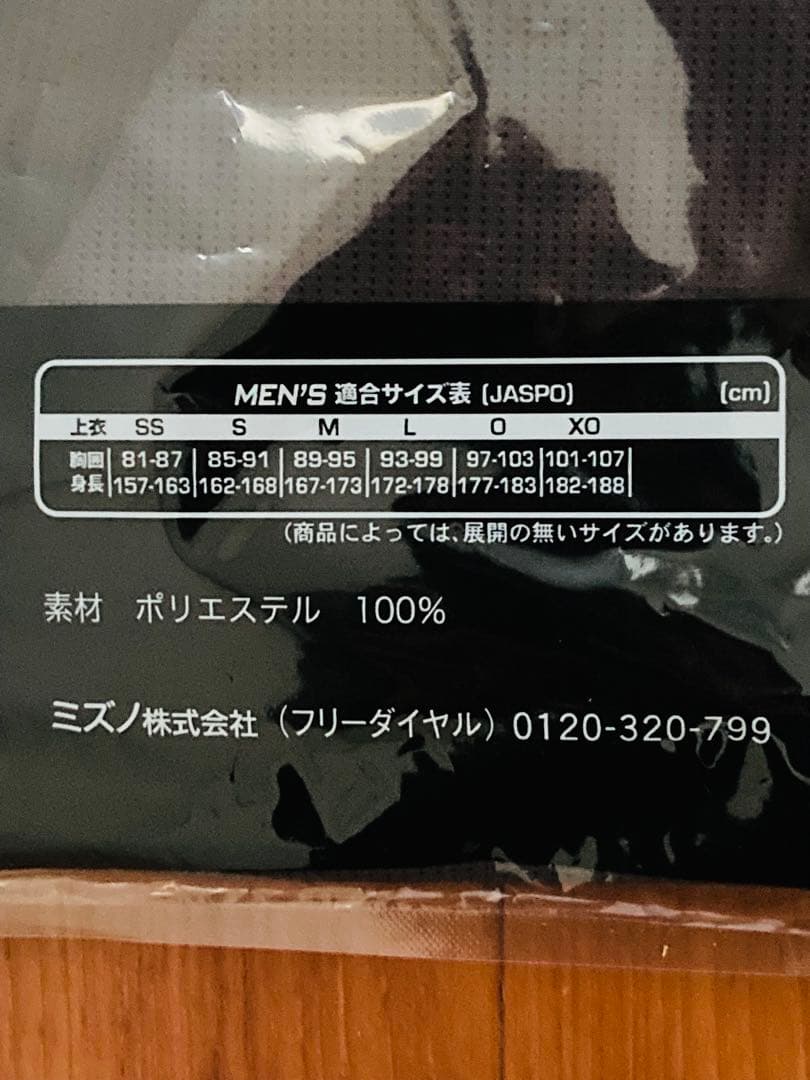 MEN'S 適合サイズ表 [JASPO] [cm]
上衣 SS S M L O XO
胸囲 81-87 85-91 89-95 93-99 97-103 101-107
身長 157-163 162-168 167-173 172-178 177-183 182-188
(商品によっては、展開の無いサイズがあります。)
素材 ポリエステル 100%
ミズノ株式会社 (フリーダイヤル) 0120-320-799